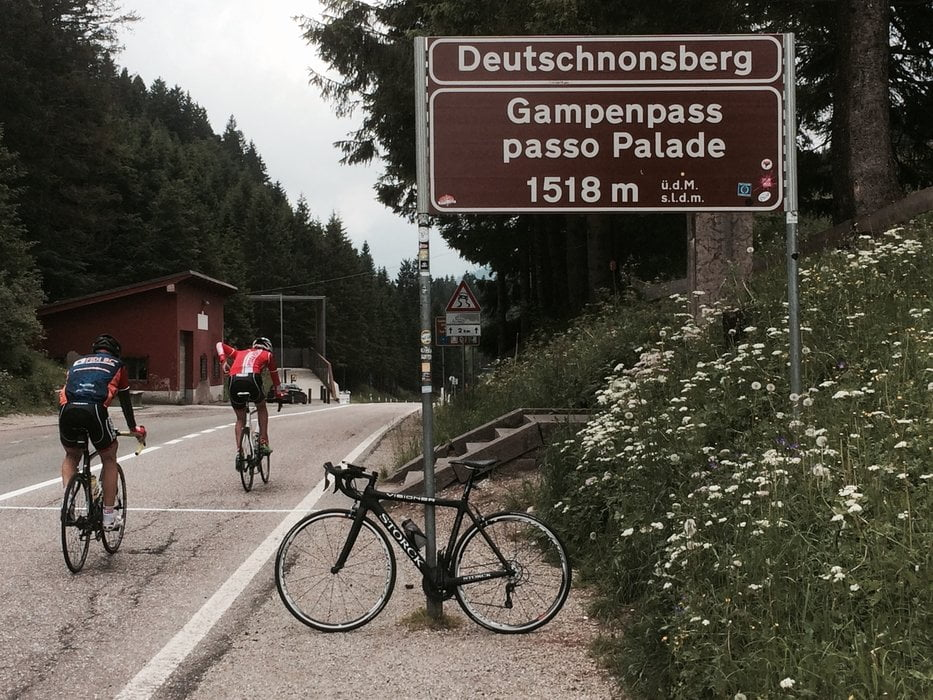 Deutschnonsberg
Gampenpass
passo Palade
1518 m
ü.d.M.
s.l.d.m.
STORCK
STORCK